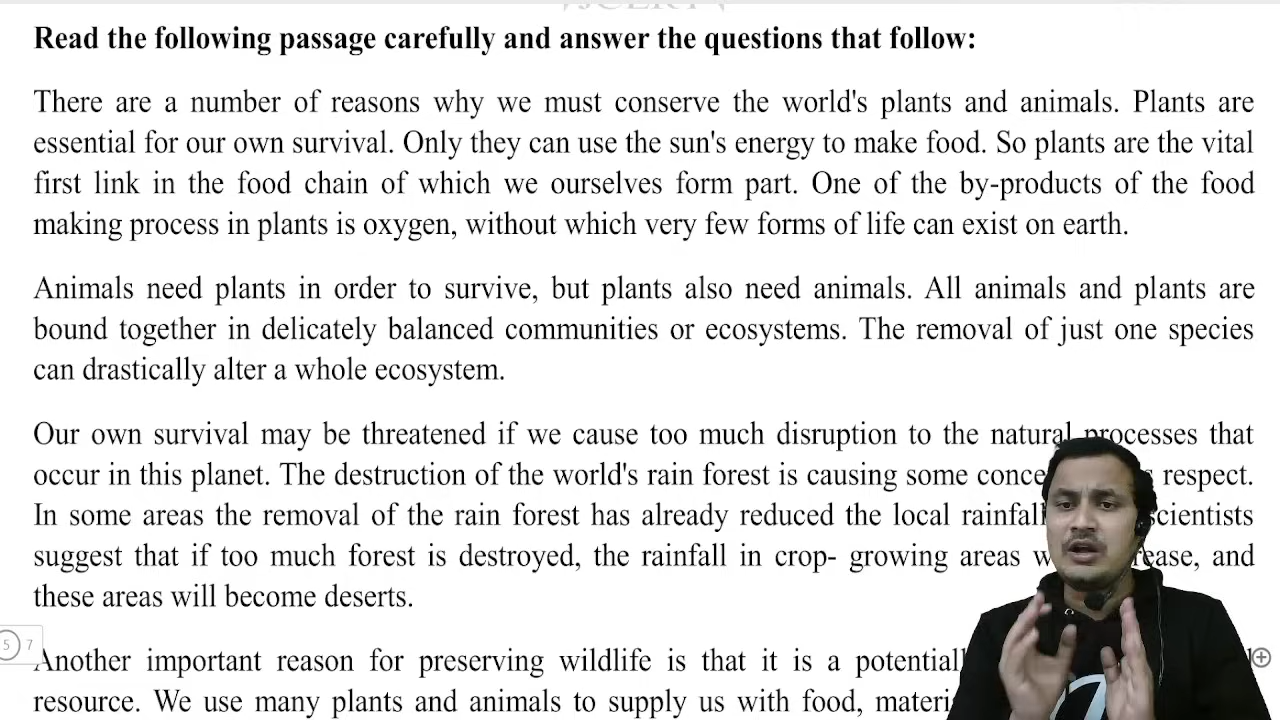 Read the following passage carefully and answer the questions that follow:
There are a number of reasons why we must conserve the world's plants and animals. Plants are
essential for our own survival. Only they can use the sun's energy to make food. So plants are the vital
first link in the food chain of which we ourselves form part. One of the by-products of the food
making process in plants is oxygen, without which very few forms of life can exist on earth.
Animals need plants in order to survive, but plants also need animals. All animals and plants are
bound together in delicately balanced communities or ecosystems. The removal of just one species
can drastically alter a whole ecosystem.
Our own survival may be threatened if we cause too much disruption to the natural processes that
occur in this planet. The destruction of the world's rain forest is causing some respect.
In some areas the removal of the rain forest has already reduced the local rainfall scientists
suggest that if too much forest is destroyed, the rainfall in crop- growing areas and
these areas will become deserts.
5 7
Another important reason for preserving wildlife is that it is a
resource. We use many plants and animals to supply us with food,